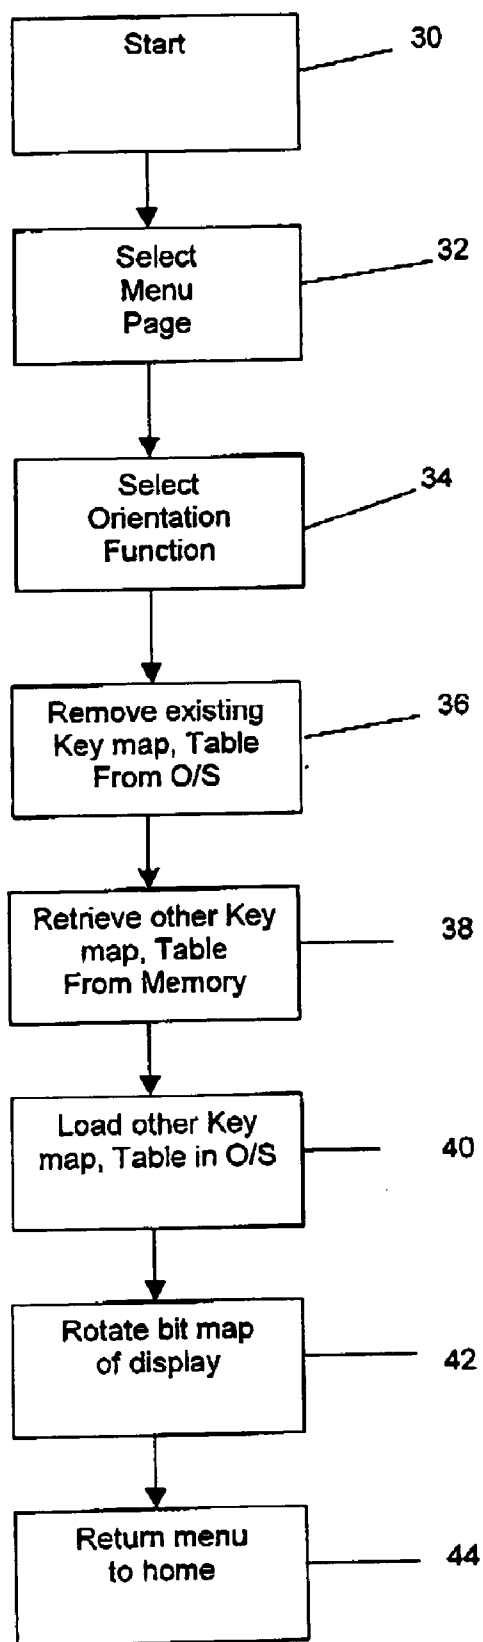 Start
30
Select
Menu
Page
32
Select
Orientation
Function
34
Remove existing
Key map, Table
From O/S
36
Retrieve other Key
map, Table
From Memory
38
Load other Key
map, Table in O/S
40
Rotate bit map
of display
42
Return menu
to home
44